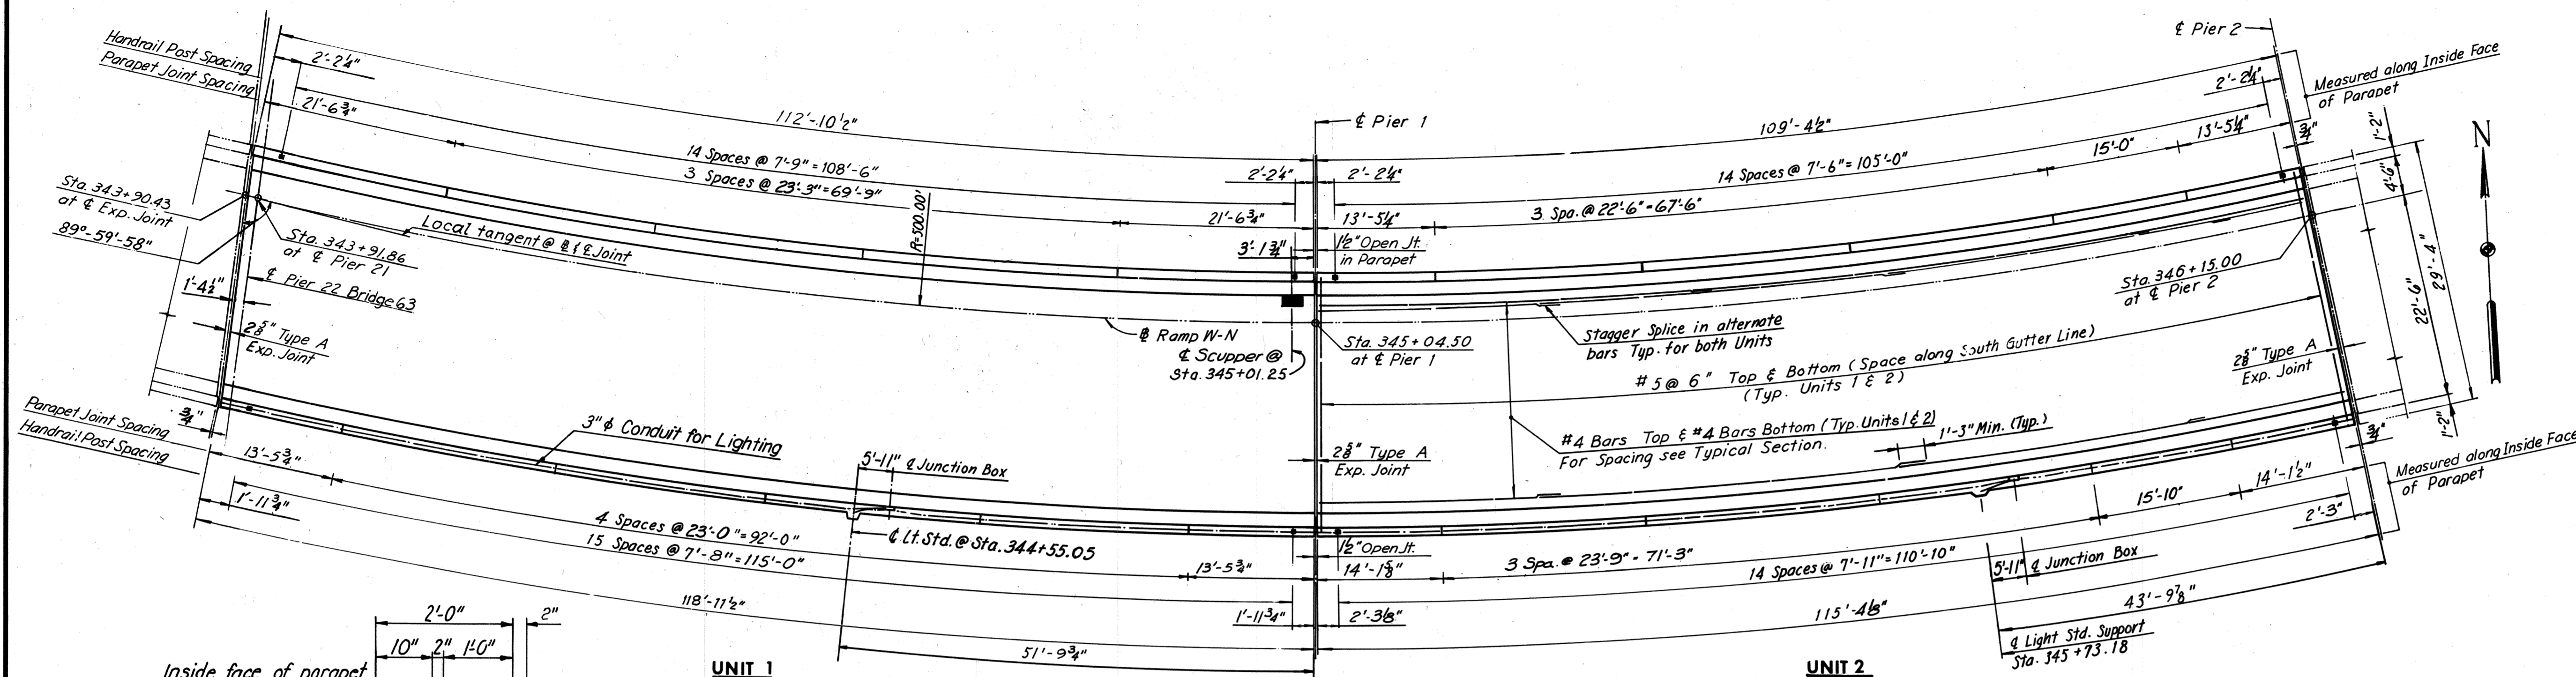 Handrail Post Spacing
Parapet Joint Spacing
2'-2¼"
21'-6¾"
112'-10½"
14 Spaces @ 7'-9" = 108'-6"
3 Spaces @ 23'-3" = 69'-9"
2'-2¼"
21'-6¾"
3'-1¾"
R=500.00'
℄ Pier 1
2'-2¼"
13'-5¼"
1½" Open Jt.
in Parapet
109'-4½"
14 Spaces @ 7'-6" = 105'-0"
3 Spa. @ 22'-6" = 67'-6"
15'-0"
13'-5¼"
¾"
2'-2¼"
℄ Pier 2
Measured along Inside Face
of Parapet
1'-2"
4'-6"
22'-6"
29'-4"
1'-2"
N
Sta. 343+90.43
at ℄ Exp. Joint
89°-59'-58"
Sta. 343+91.86
at ℄ Pier 21
Local tangent @ ⅊ & ℄ Joint
℄ Pier 22 Bridge 63
1'-4½"
2⅝" Type A
Exp. Joint
℄ Ramp W-N
℄ Scupper @
Sta. 345+01.25
Sta. 345+04.50
at ℄ Pier 1
Stagger Splice in alternate
bars Typ. for both Units
Sta. 346+15.00
at ℄ Pier 2
#5 @ 6" Top & Bottom (Space along South Gutter Line)
(Typ. Units 1 & 2)
2⅝" Type A
Exp. Joint
#4 Bars Top & #4 Bars Bottom (Typ. Units 1 & 2)
For Spacing see Typical Section.
1'-3" Min. (Typ.)
2⅝" Type A
Exp. Joint
Parapet Joint Spacing
Handrail Post Spacing
¾"
13'-5¾"
1'-11¾"
3"ϕ Conduit for Lighting
5'-11"
℄ Junction Box
℄ Lt. Std. @ Sta. 344+55.05
4 Spaces @ 23'-0" = 92'-0"
15 Spaces @ 7'-8" = 115'-0"
118'-11½"
13'-5¾"
1'-11¾"
51'-9¾"
1½" Open Jt.
14'-1⅝"
2'-3⅛"
3 Spa. @ 23'-9" = 71'-3"
14 Spaces @ 7'-11" = 110'-10"
115'-4⅛"
15'-10"
14'-1½"
2'-3"
¾"
Measured along Inside Face
of Parapet
5'-11"
℄ Junction Box
43'-9⅞"
℄ Light Std. Support
Sta. 345+73.18
2'-0"
2"
10"
2"
1'-0"
Inside face of parapet
UNIT 1
UNIT 2